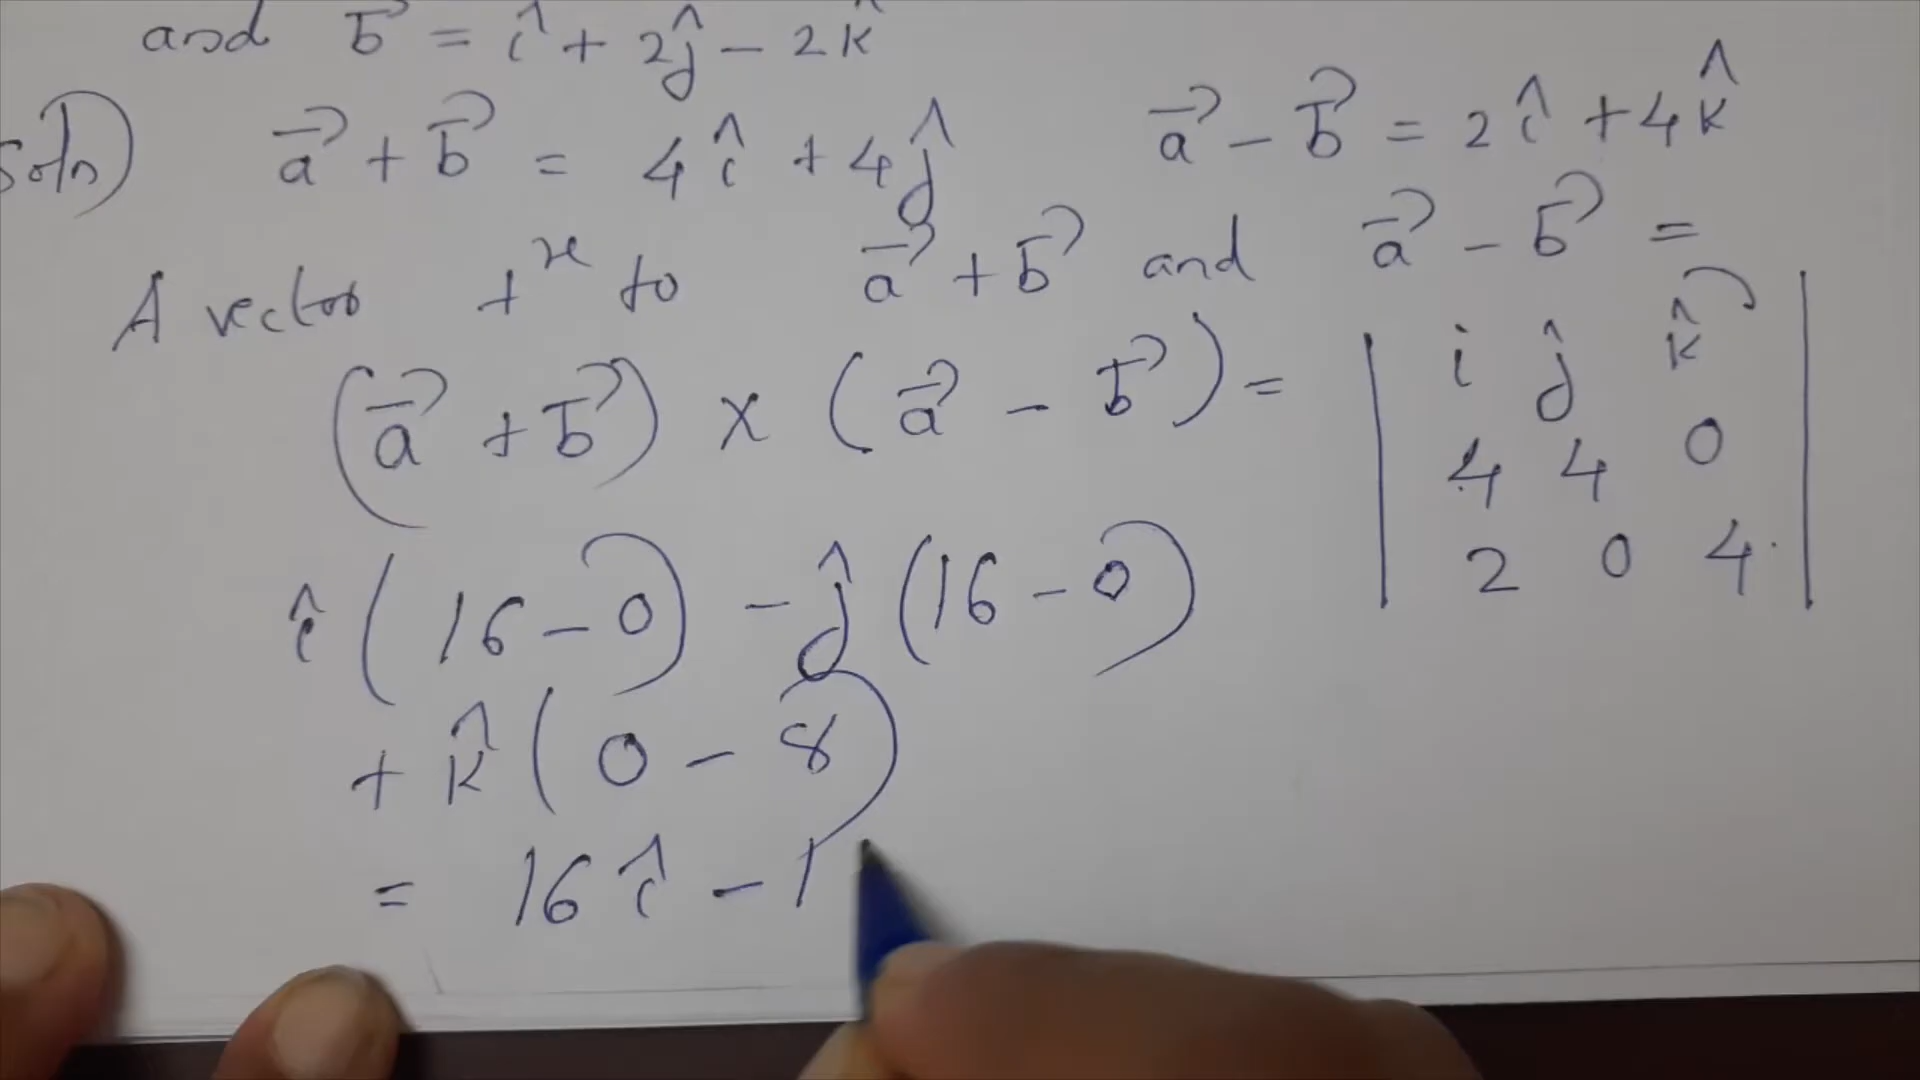 and b⃗ = î + 2ĵ - 2k̂
Soln) a⃗ + b⃗ = 4î + 4ĵ a⃗ - b⃗ = 2î + 4k̂
A vector +r to a⃗ + b⃗ and a⃗ - b⃗ =
(a⃗ + b⃗) × (a⃗ - b⃗) = | i ĵ k̂ |
4 4 0
2 0 4
î(16 - 0) - ĵ(16 - 0)
+ k̂(0 - 8)
= 16î - 1